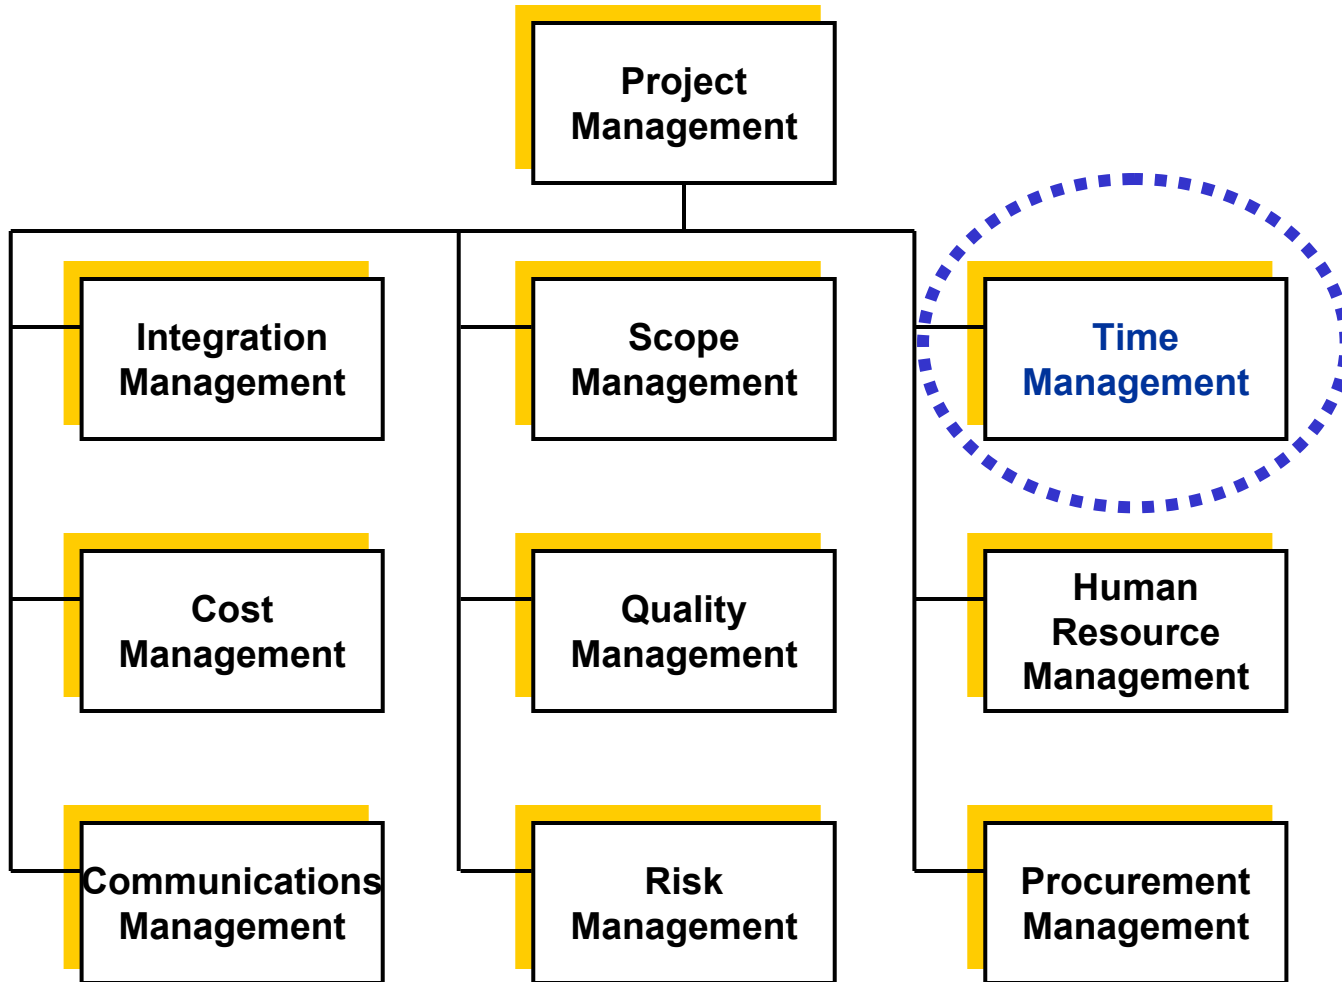 Project
Management
Integration
Management
Scope
Management
Time
Management
Cost
Management
Quality
Management
Human
Resource
Management
Communications
Management
Risk
Management
Procurement
Management